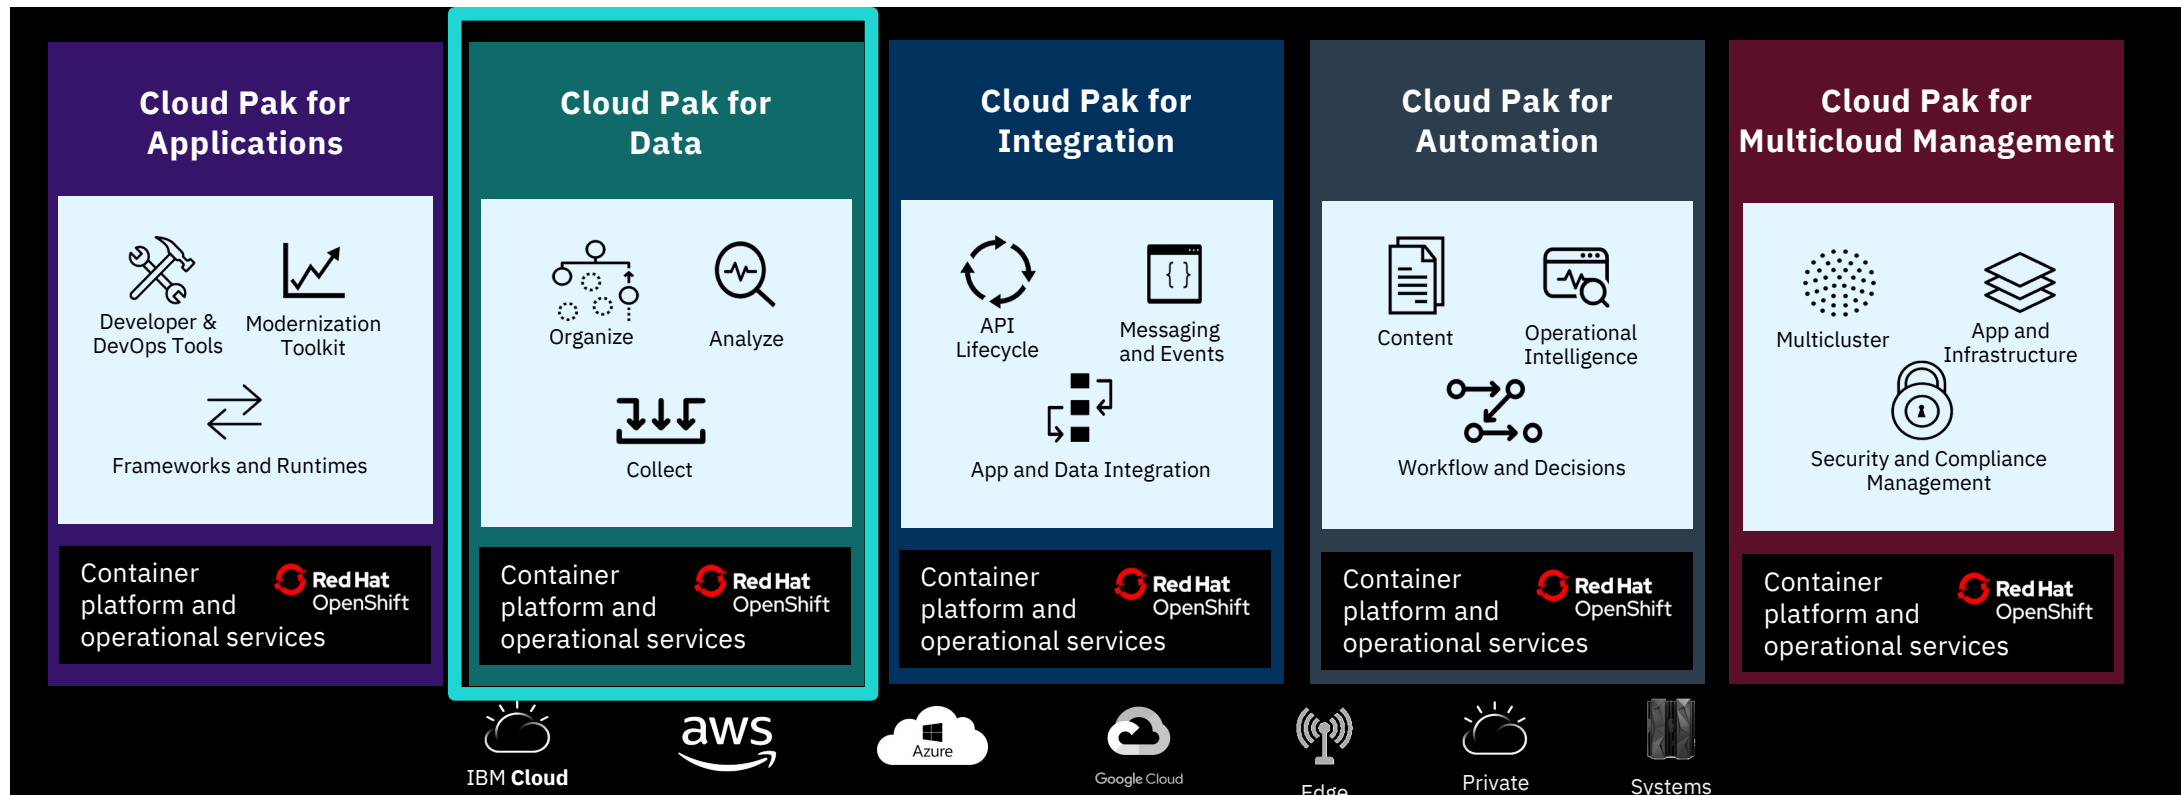 Cloud Pak for
Applications
Developer &
DevOps Tools
Modernization
Toolkit
Frameworks and Runtimes
Container
platform and
operational services
Red Hat
OpenShift
Cloud Pak for
Data
Organize
Analyze
Collect
Container
platform and
operational services
Red Hat
OpenShift
Cloud Pak for
Integration
API
Lifecycle
Messaging
and Events
App and Data Integration
Container
platform and
operational services
Red Hat
OpenShift
Cloud Pak for
Automation
Content
Operational
Intelligence
Workflow and Decisions
Container
platform and
operational services
Red Hat
OpenShift
Cloud Pak for
Multicloud Management
Multicluster
App and
Infrastructure
Security and Compliance
Management
Container
platform and
operational services
Red Hat
OpenShift
IBM Cloud
aws
Azure
Google Cloud
Edge
Private
Systems